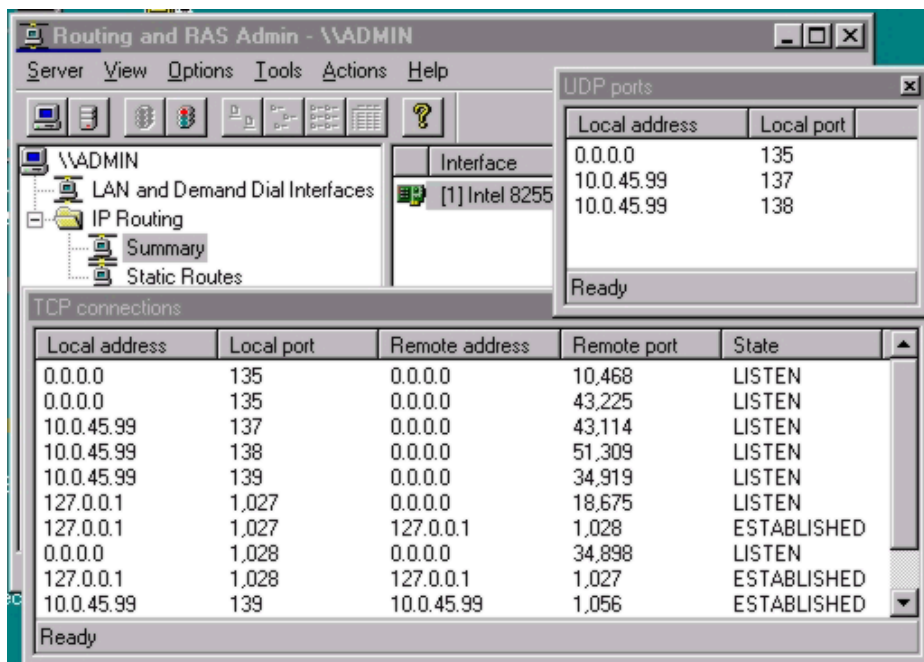 Routing and RAS Admin - \\ADMIN
Server View Options Tools Actions Help
\\ADMIN
LAN and Demand Dial Interfaces
IP Routing
Summary
Static Routes
Interface
[1] Intel 8255
UDP ports
Local address Local port
0.0.0.0 135
10.0.45.99 137
10.0.45.99 138
Ready
TCP connections
Local address Local port Remote address Remote port State
0.0.0.0 135 0.0.0.0 10,468 LISTEN
0.0.0.0 135 0.0.0.0 43,225 LISTEN
10.0.45.99 137 0.0.0.0 43,114 LISTEN
10.0.45.99 138 0.0.0.0 51,309 LISTEN
10.0.45.99 139 0.0.0.0 34,919 LISTEN
127.0.0.1 1,027 0.0.0.0 18,675 LISTEN
127.0.0.1 1,027 127.0.0.1 1,028 ESTABLISHED
0.0.0.0 1,028 0.0.0.0 34,898 LISTEN
127.0.0.1 1,028 127.0.0.1 1,027 ESTABLISHED
10.0.45.99 139 10.0.45.99 1,056 ESTABLISHED
Ready